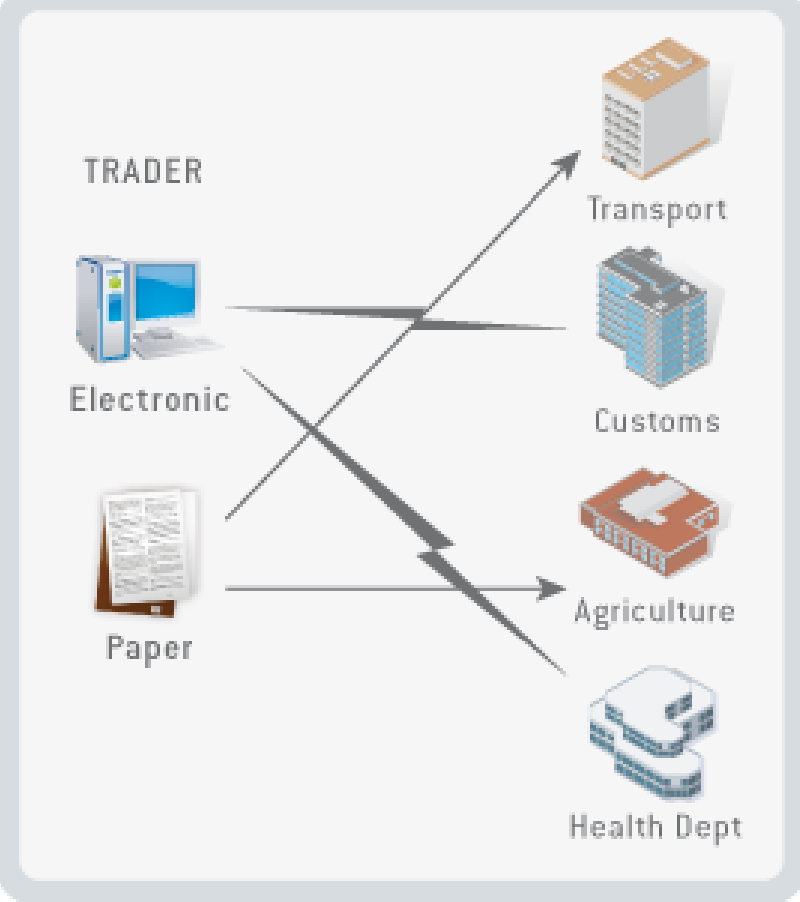 TRADER
Electronic
Paper
Transport
Customs
Agriculture
Health Dept